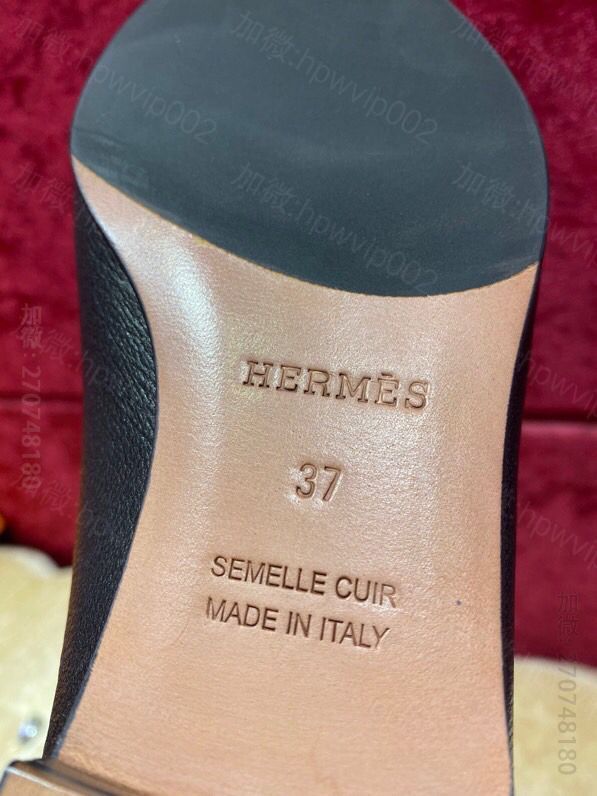 加微:hpwvip002
加微:hpwvip002
加微:hpwvip002
加微:hpwvip002
加微: 270748180
HERMÈS
37
SEMELLE CUIR
MADE IN ITALY
加微: 270748180